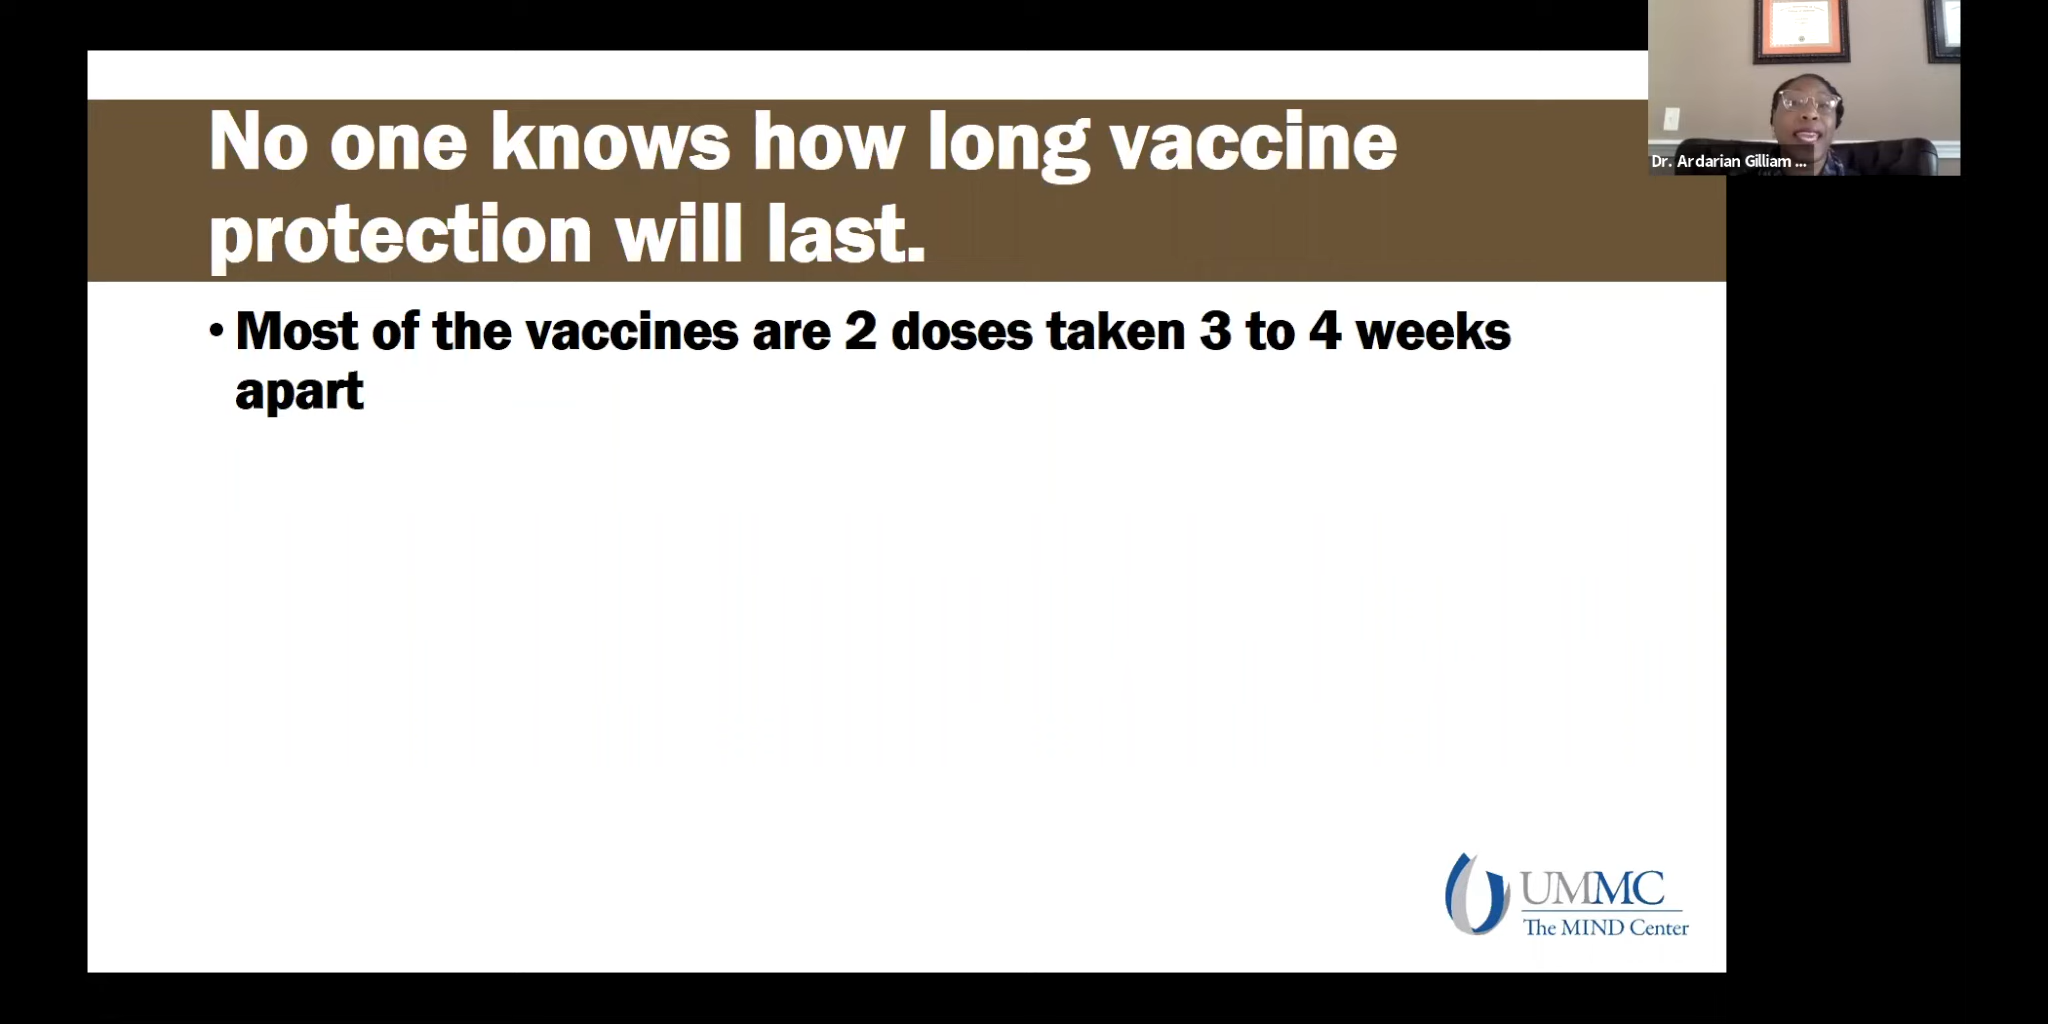 No one knows how long vaccine
protection will last.
• Most of the vaccines are 2 doses taken 3 to 4 weeks
apart
Dr. Ardarian Gilliam ...
UMMC
The MIND Center